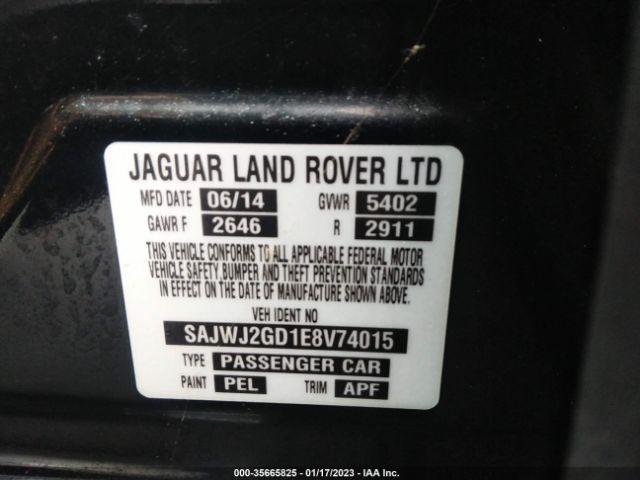 JAGUAR LAND ROVER LTD
MFD DATE 06/14 GVWR 5402
GAWR F 2646 R 2911
THIS VEHICLE CONFORMS TO ALL APPLICABLE FEDERAL MOTOR
VEHICLE SAFETY, BUMPER AND THEFT PREVENTION STANDARDS
IN EFFECT ON THE DATE OF MANUFACTURE SHOWN ABOVE.
VEH IDENT NO
SAJWJ2GD1E8V74015
TYPE PASSENGER CAR
PAINT PEL TRIM APF
000-35665825 - 01/17/2023 - IAA Inc.